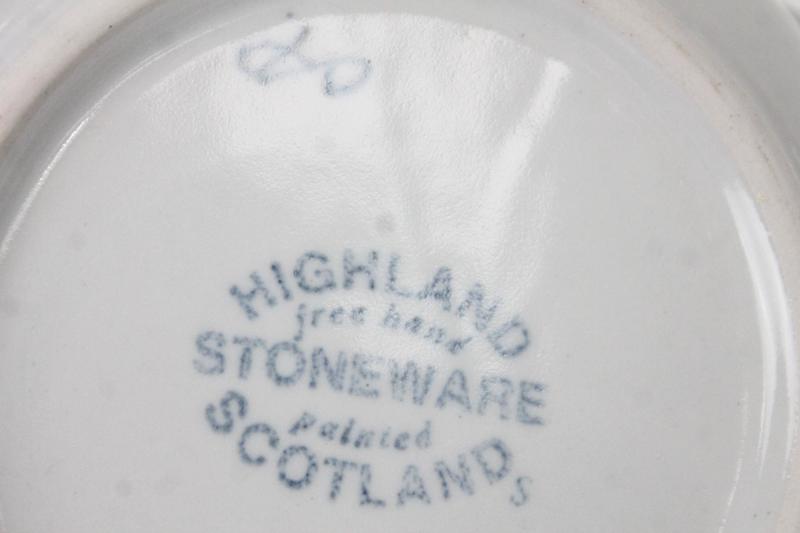 HIGHLAND
free hand
STONEWARE
painted
SCOTLAND
S